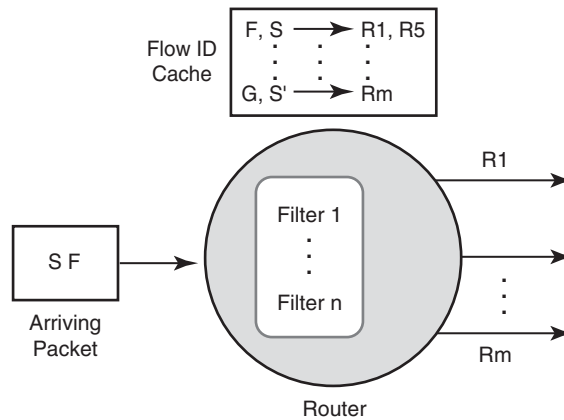 Flow ID
Cache
F, S R1, R5
G, S' Rm
R1
Filter 1
S F
Filter n
Arriving
Packet
Rm
Router